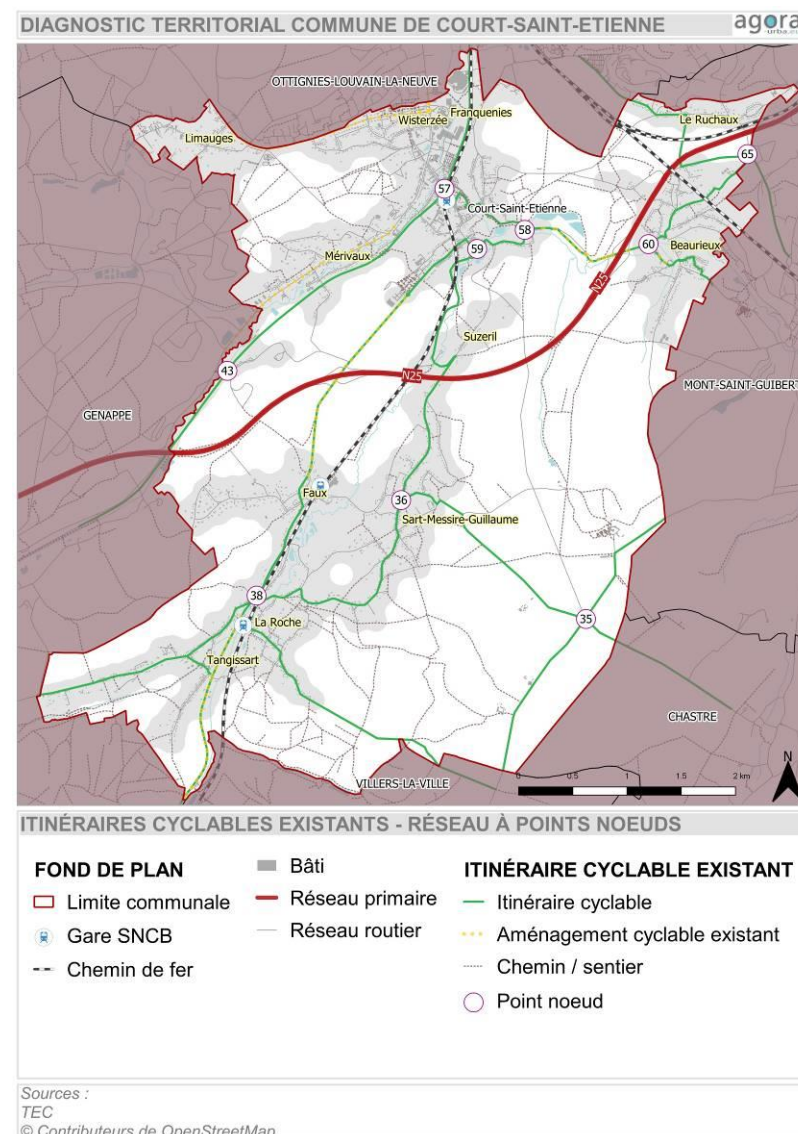 DIAGNOSTIC TERRITORIAL COMMUNE DE COURT-SAINT-ETIENNE
agora
-urba.eu
OTTIGNIES-LOUVAIN-LA-NEUVE
Franquenies
Wisterzée
Le Ruchaux
Limauges
65
57
Court-Saint-Etienne
58
59
60
Beaurieux
Mérivaux
N25
Suzeril
43
N25
MONT-SAINT-GUIBERT
GENAPPE
Faux
36
Sart-Messire-Guillaume
38
35
La Roche
Tangissart
CHASTRE
VILLERS-LA-VILLE
N
0 0.5 1 1.5 2 km
ITINÉRAIRES CYCLABLES EXISTANTS - RÉSEAU À POINTS NOEUDS
FOND DE PLAN
Limite communale
Gare SNCB
Chemin de fer
Bâti
Réseau primaire
Réseau routier
ITINÉRAIRE CYCLABLE EXISTANT
Itinéraire cyclable
Aménagement cyclable existant
Chemin / sentier
Point noeud
Sources :
TEC
© Contributeurs de OpenStreetMap